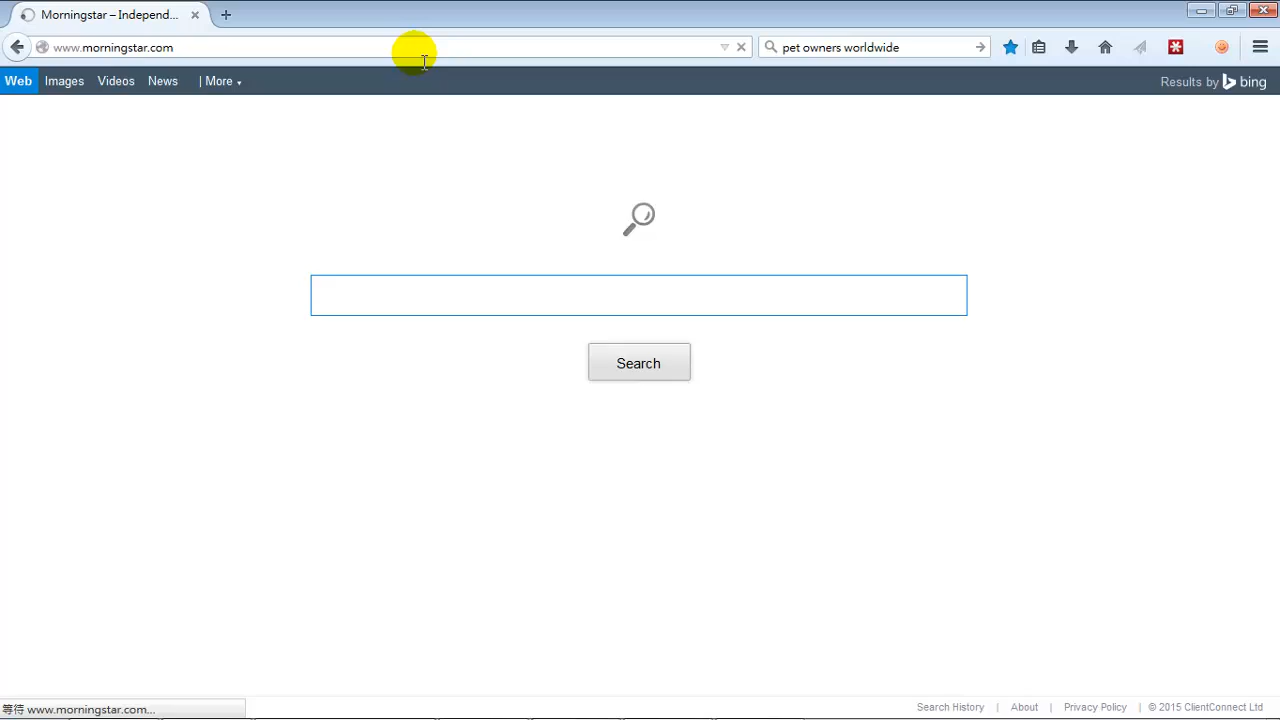 Morningstar – Independ...
www.morningstar.com
pet owners worldwide
Web Images Videos News | More
Results by bing
Search
等待 www.morningstar.com...
Search History | About | Privacy Policy | © 2015 ClientConnect Ltd